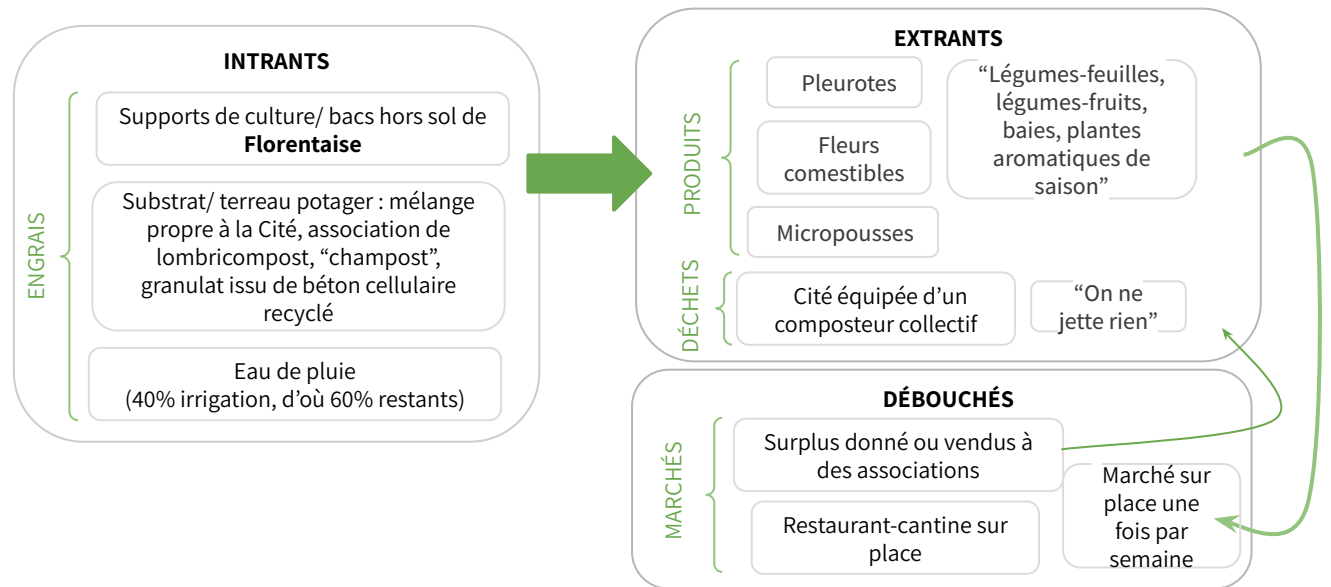 INTRANTS
ENGRAIS
Supports de culture/ bacs hors sol de
Florentaise
Substrat/ terreau potager : mélange
propre à la Cité, association de
lombricompost, “champost”,
granulat issu de béton cellulaire
recyclé
Eau de pluie
(40% irrigation, d’où 60% restants)
EXTRANTS
PRODUITS
Pleurotes
Fleurs
comestibles
Micropousses
“Légumes-feuilles,
légumes-fruits,
baies, plantes
aromatiques de
saison”
DÉCHETS
Cité équipée d’un
composteur collectif
“On ne
jette rien”
DÉBOUCHÉS
MARCHÉS
Surplus donné ou vendus à
des associations
Restaurant-cantine sur
place
Marché sur
place une
fois par
semaine